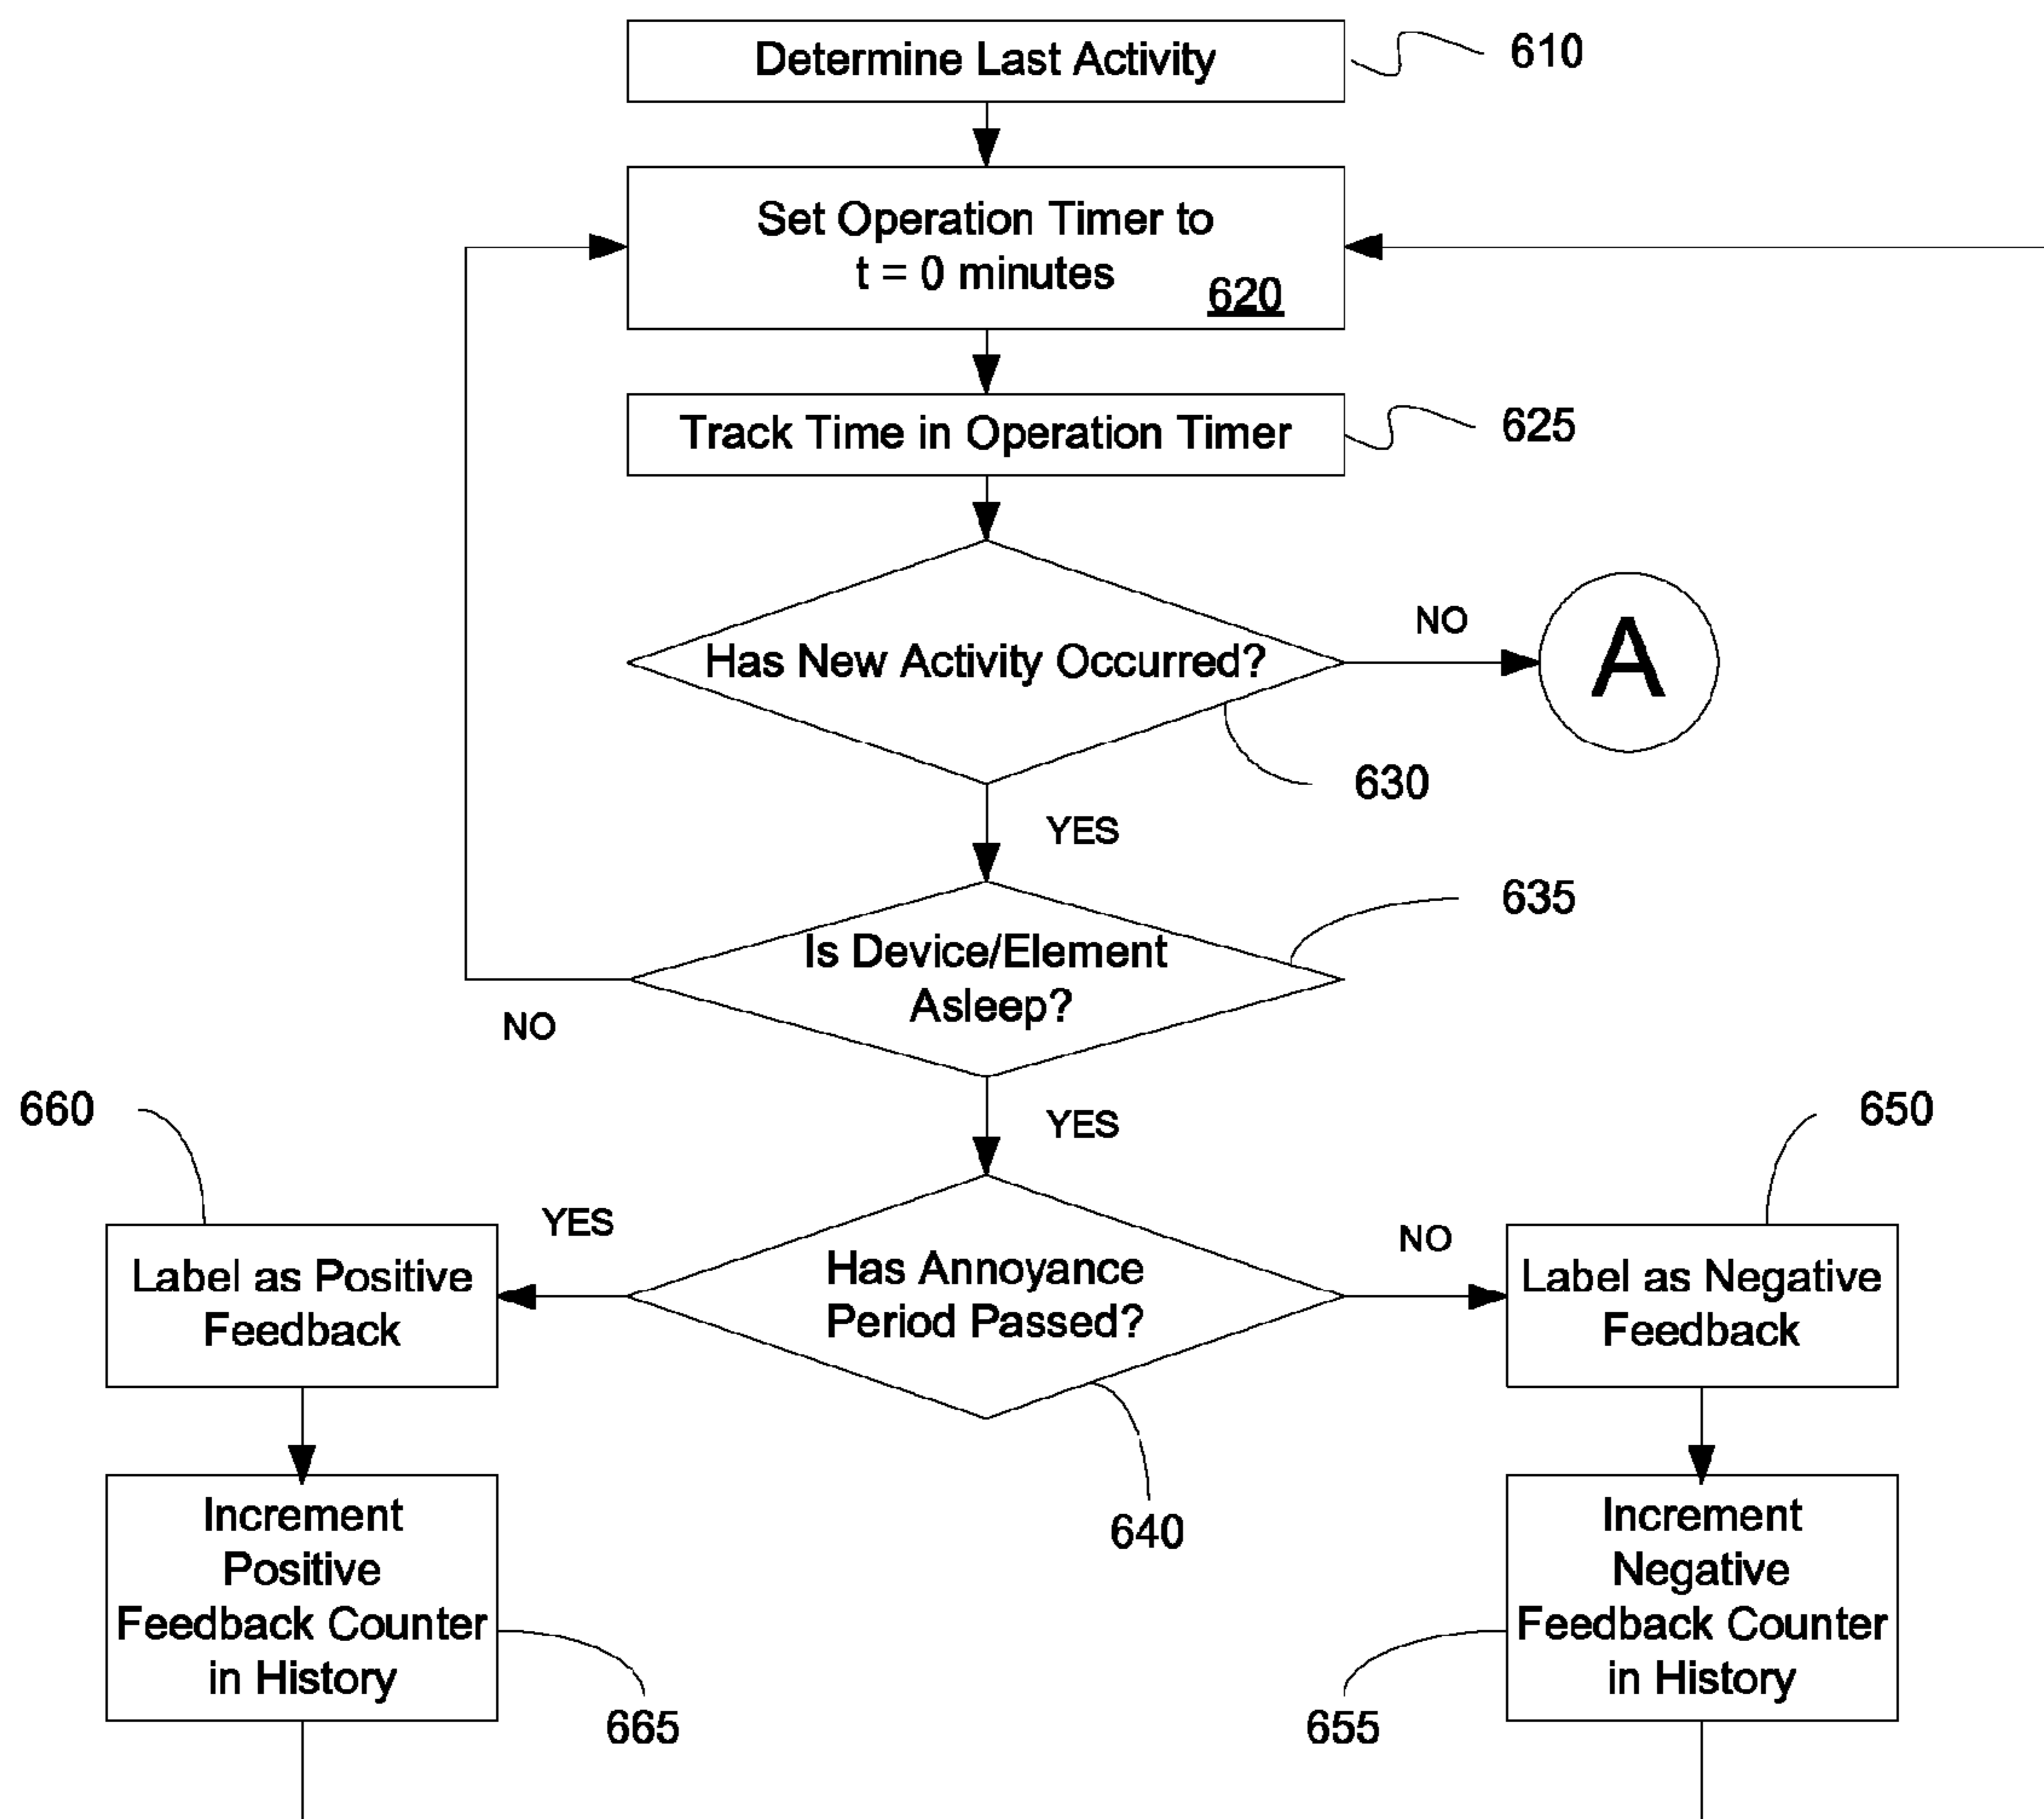 Determine Last Activity
610
Set Operation Timer to
t = 0 minutes
620
Track Time in Operation Timer
625
Has New Activity Occurred?
NO
A
630
YES
635
Is Device/Element
Asleep?
NO
YES
660
650
YES
NO
Has Annoyance
Period Passed?
Label as Positive
Feedback
Label as Negative
Feedback
640
Increment
Positive
Feedback Counter
in History
665
Increment
Negative
Feedback Counter
in History
655